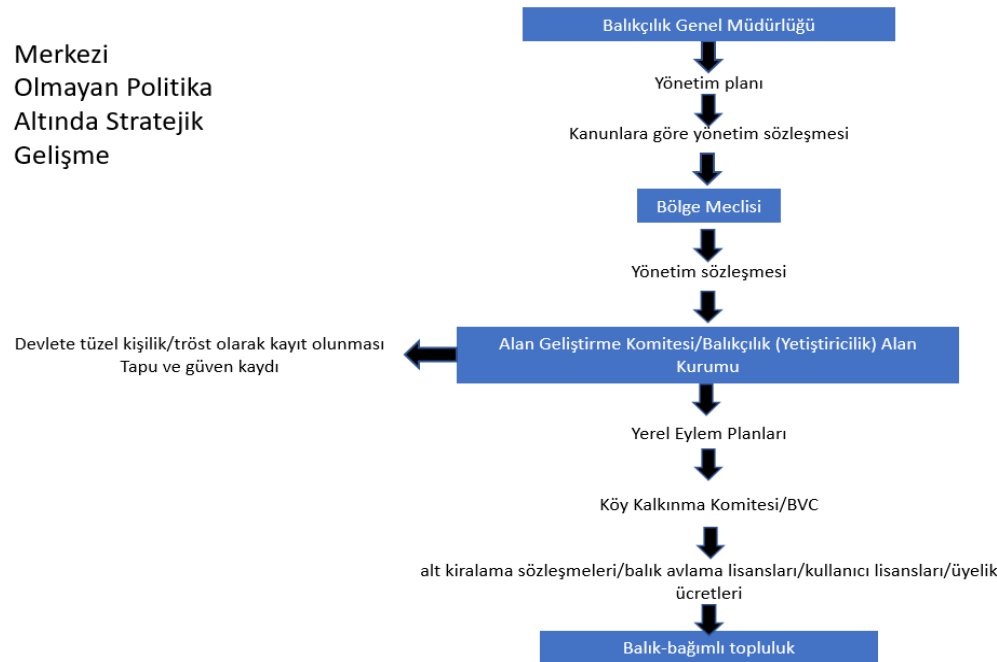 Merkezi
Olmayan Politika
Altında Stratejik
Gelişme
Balıkçılık Genel Müdürlüğü
Yönetim planı
Kanunlara göre yönetim sözleşmesi
Bölge Meclisi
Yönetim sözleşmesi
Alan Geliştirme Komitesi/Balıkçılık (Yetiştiricilik) Alan
Kurumu
Devlete tüzel kişilik/tröst olarak kayıt olunması
Tapu ve güven kaydı
Yerel Eylem Planları
Köy Kalkınma Komitesi/BVC
alt kiralama sözleşmeleri/balık avlama lisansları/kullanıcı lisansları/üyelik
ücretleri
Balık-bağımlı topluluk